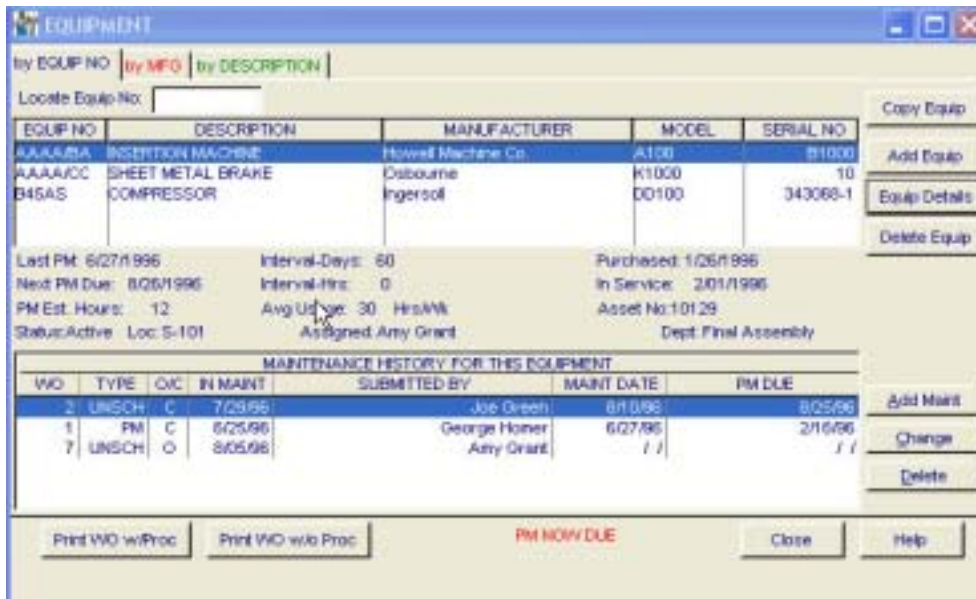 EQUIPMENT
by EQUIP NO by MFG by DESCRIPTION
Locate Equip No: Copy Equip
EQUIP NO DESCRIPTION MANUFACTURER MODEL SERIAL NO
AAAA/BA INSERTION MACHINE Howell Machine Co. A100 B1000 Add Equip
AAAA/CC SHEET METAL BRAKE Osbourne K1000 10
B45AS COMPRESSOR Ingersoll DD100 343068-1 Equip Details
Delete Equip
Last PM: 6/27/1996 Interval-Days: 60 Purchased: 1/26/1996
Next PM Due: 8/26/1996 Interval-Hrs: 0 In Service: 2/01/1996
PM Est. Hours: 12 Avg Usage: 30 Hrs/Wk Asset No:10129
Status:Active Loc: S-101 Assigned: Amy Grant Dept: Final Assembly
MAINTENANCE HISTORY FOR THIS EQUIPMENT
WO TYPE O/C IN MAINT SUBMITTED BY MAINT DATE PM DUE
2 UNSCH C 7/29/96 Joe Green 8/10/96 8/25/96 Add Maint
1 PM C 6/25/96 George Homer 6/27/96 2/16/96
7 UNSCH O 8/05/96 Amy Grant / / / / Change
Delete
Print WO w/Proc Print WO w/o Proc PM NOW DUE Close Help